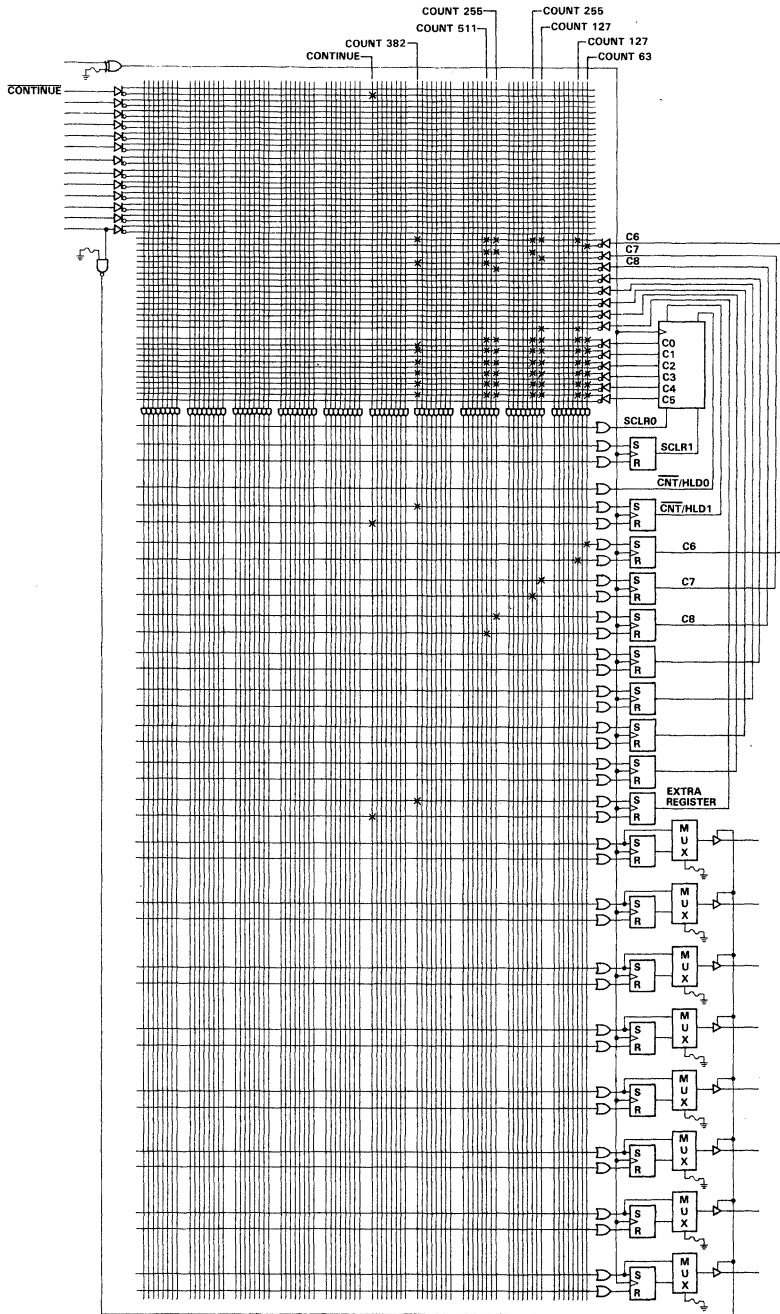 COUNT 255 COUNT 255
COUNT 511 COUNT 127
COUNT 382 COUNT 127
CONTINUE COUNT 63
CONTINUE
C6
C7
C8
C0
C1
C2
C3
C4
C5
SCLR0
S
R
SCLR1
CNT/HLD0
S
R
CNT/HLD1
S
R
C6
S
R
C7
S
R
C8
S
R
S
R
S
R
S
R
S
R
EXTRA
REGISTER
S
R
M
U
X
S
R
M
U
X
S
R
M
U
X
S
R
M
U
X
S
R
M
U
X
S
R
M
U
X
S
R
M
U
X
S
R
M
U
X